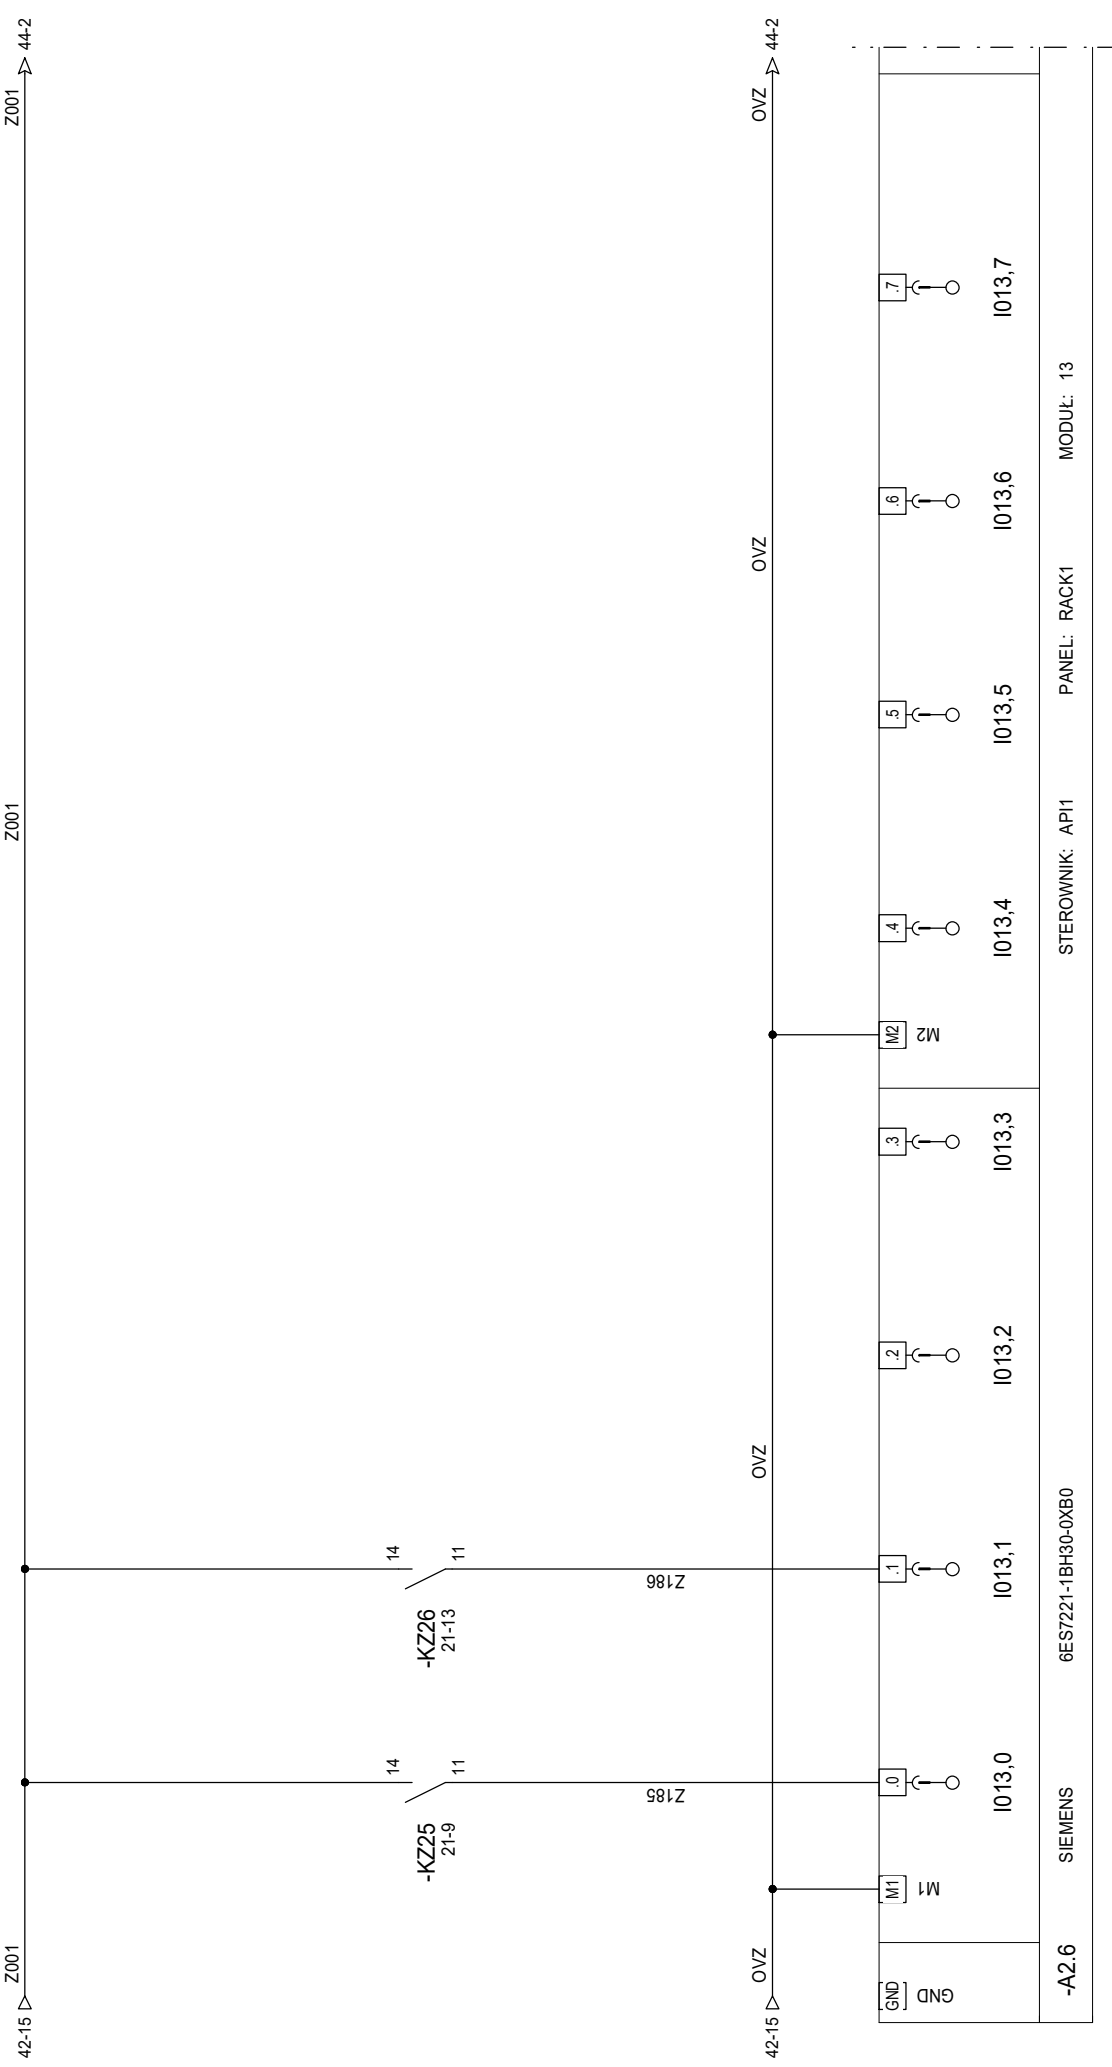 42-15
Z001
Z001
Z001
44-2
14
14
-KZ25
21-9
11
-KZ26
21-13
11
Z185
Z186
42-15
OVZ
OVZ
OVZ
OVZ
44-2
GND
M1
.0
.1
.2
.3
M2
.4
.5
.6
.7
GND
M1
M2
I013,0
I013,1
I013,2
I013,3
I013,4
I013,5
I013,6
I013,7
-A2.6
SIEMENS
6ES7221-1BH30-0XB0
STEROWNIK: API1
PANEL: RACK1
MODUŁ: 13